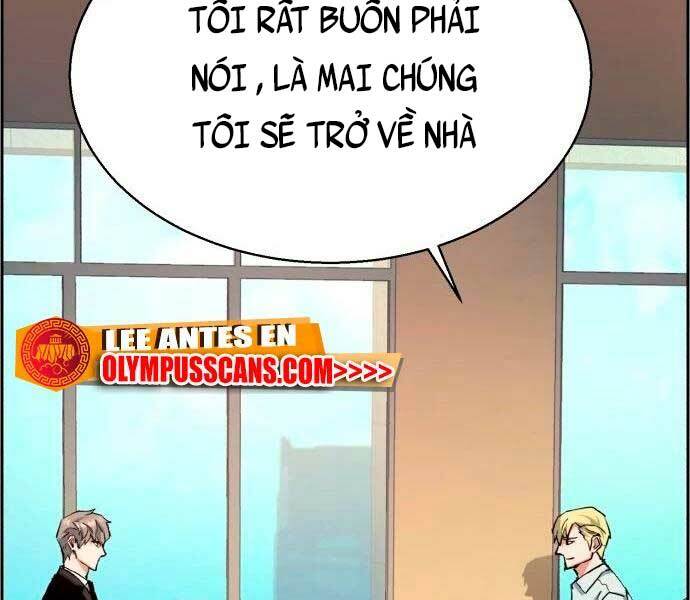 TÔI RẤT BUỒN PHẢI
NÓI, LÀ MAI CHÚNG
TÔI SẼ TRỞ VỀ NHÀ
LEE ANTES EN
OLYMPUSSCANS.COM>>>>